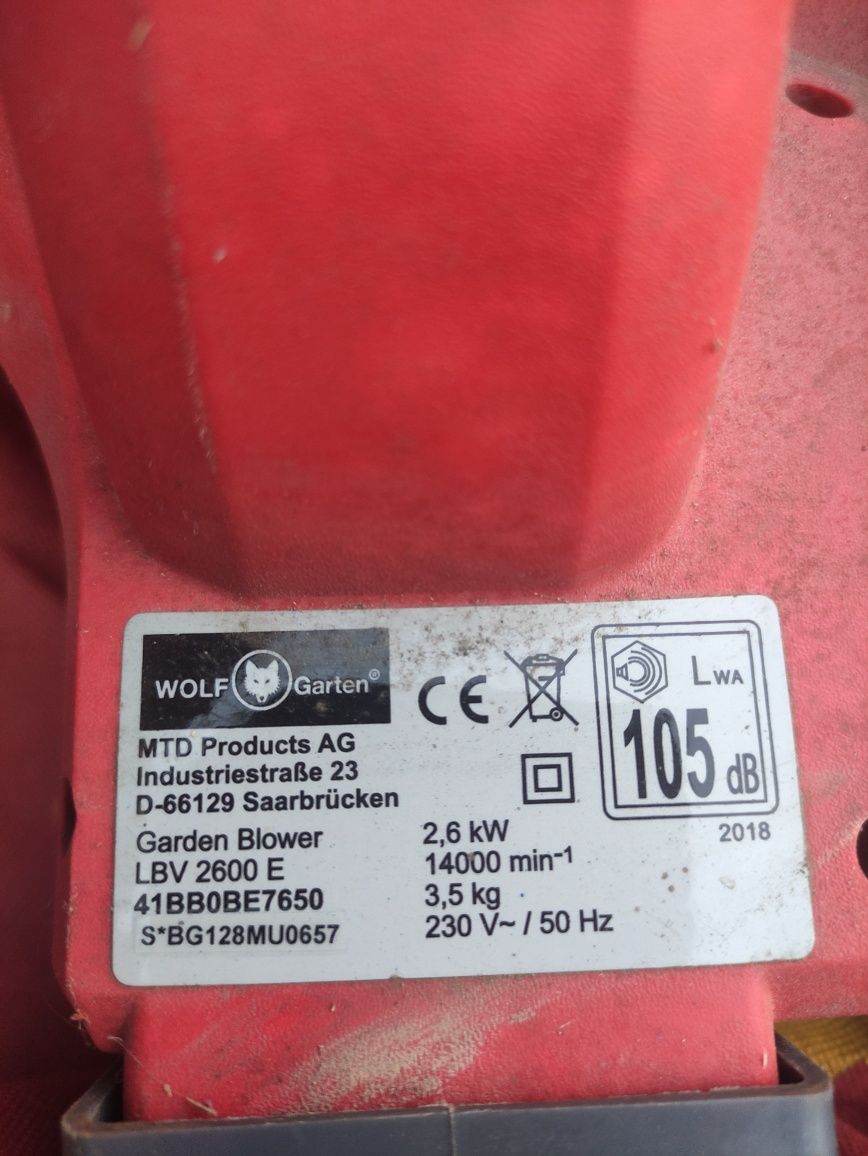 WOLF Garten®
MTD Products AG
Industriestraße 23
D-66129 Saarbrücken
Garden Blower
LBV 2600 E
41BB0BE7650
S*BG128MU0657
CE
2,6 kW
14000 min⁻¹
3,5 kg
230 V~ / 50 Hz
LWA
105 dB
2018